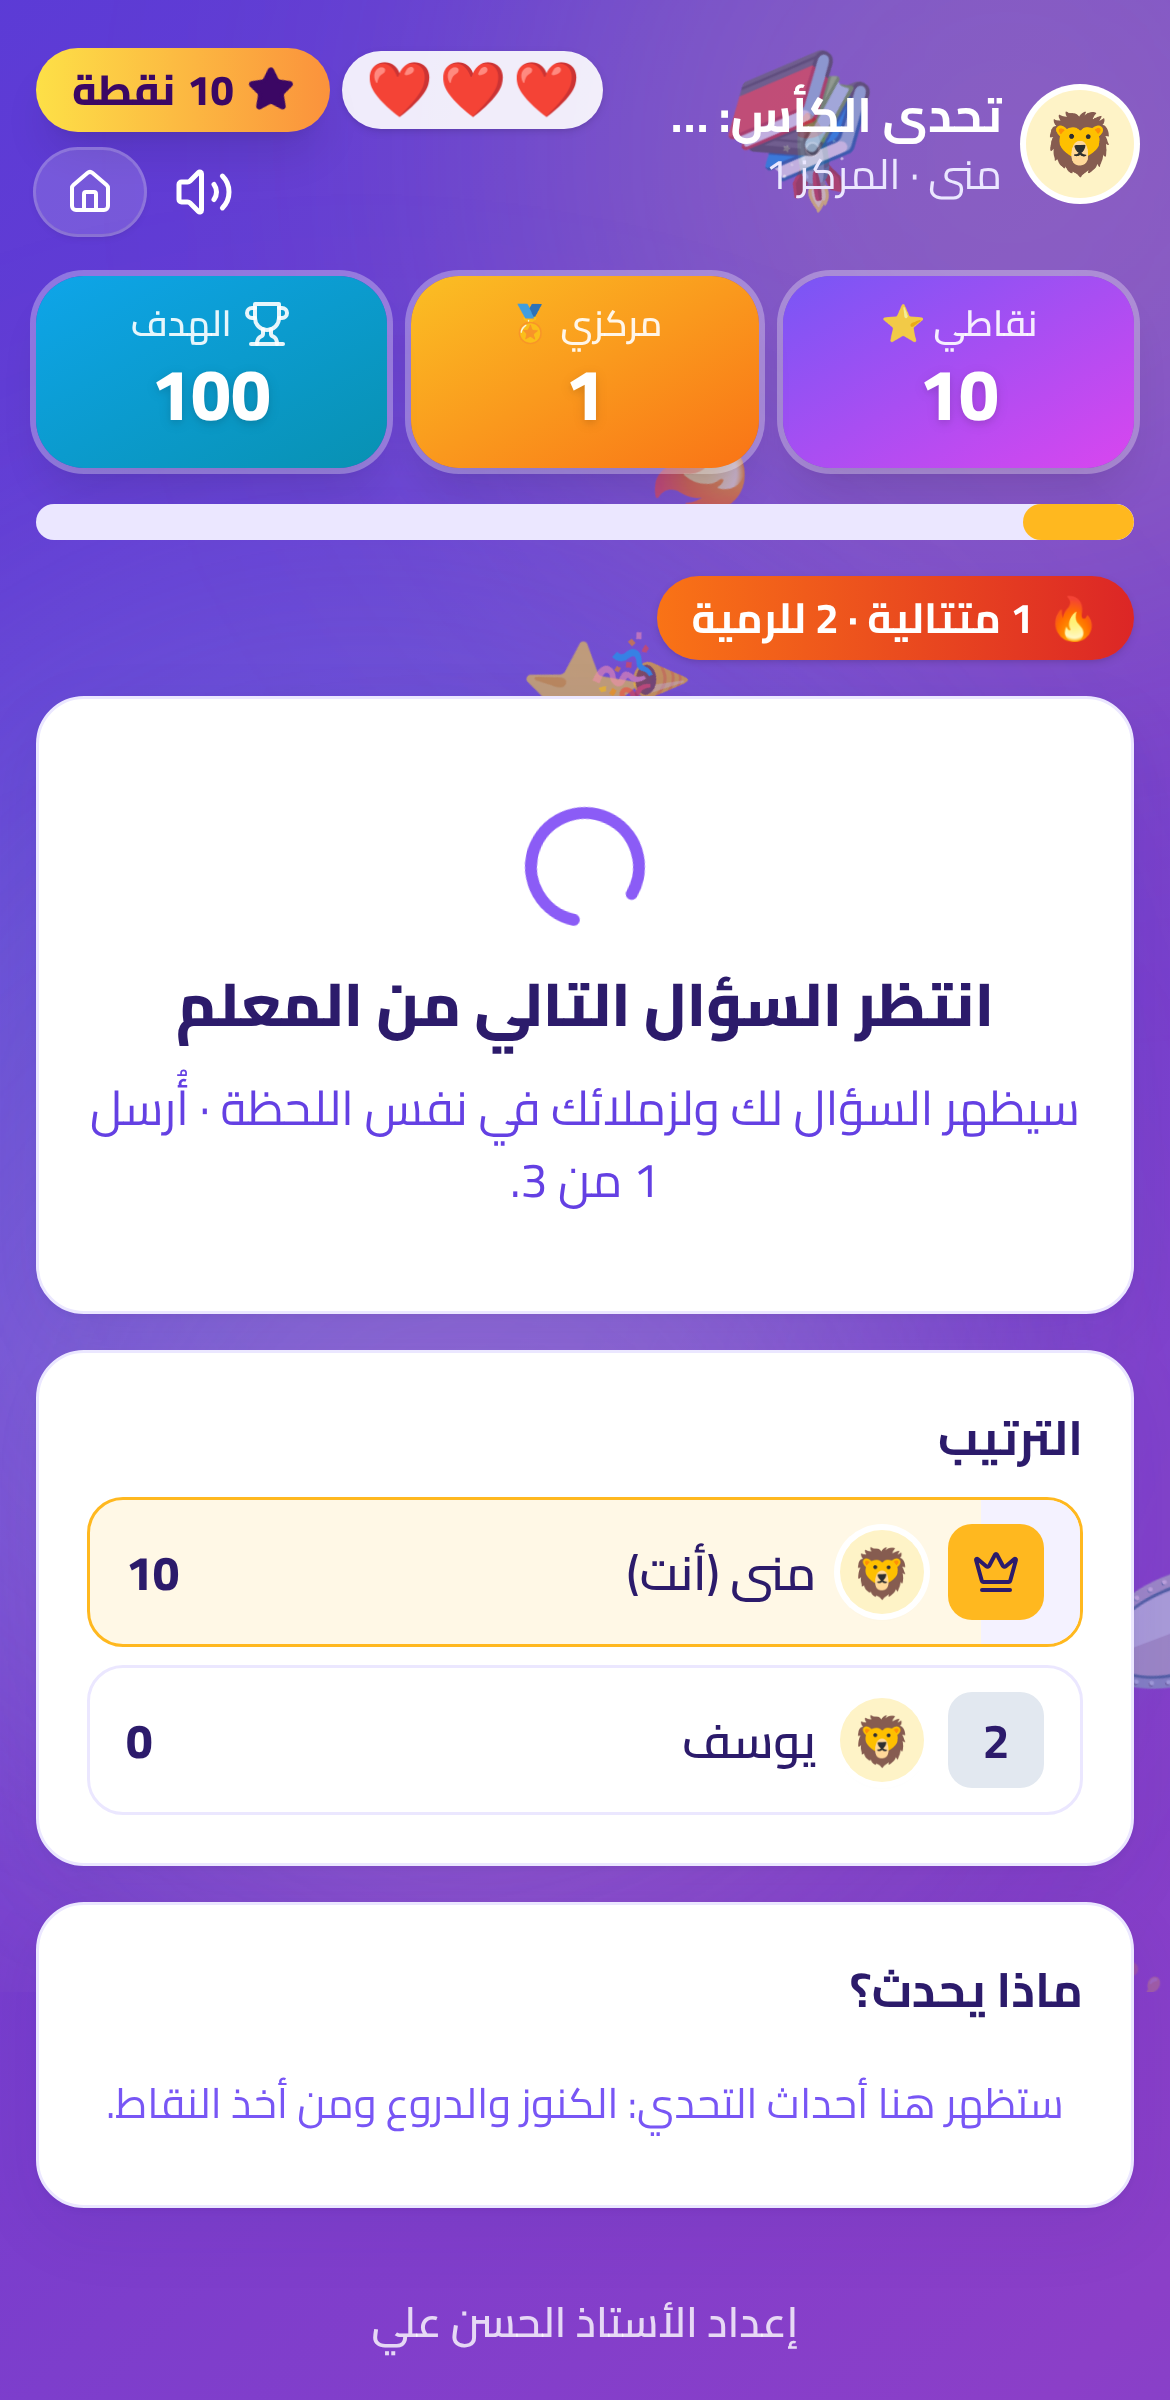 تحدى الكأس: ...
منى · المركز 1
10 نقطة
نقاطي
10
مركزي
1
الهدف
100
1 متتالية · 2 للرمية
انتظر السؤال التالي من المعلم
سيظهر السؤال لك ولزملائك في نفس اللحظة · أُرسل
1 من 3.
الترتيب
منى (أنت)
10
2
يوسف
0
ماذا يحدث؟
ستظهر هنا أحداث التحدي: الكنوز والدروع ومن أخذ النقاط.
إعداد الأستاذ الحسن علي